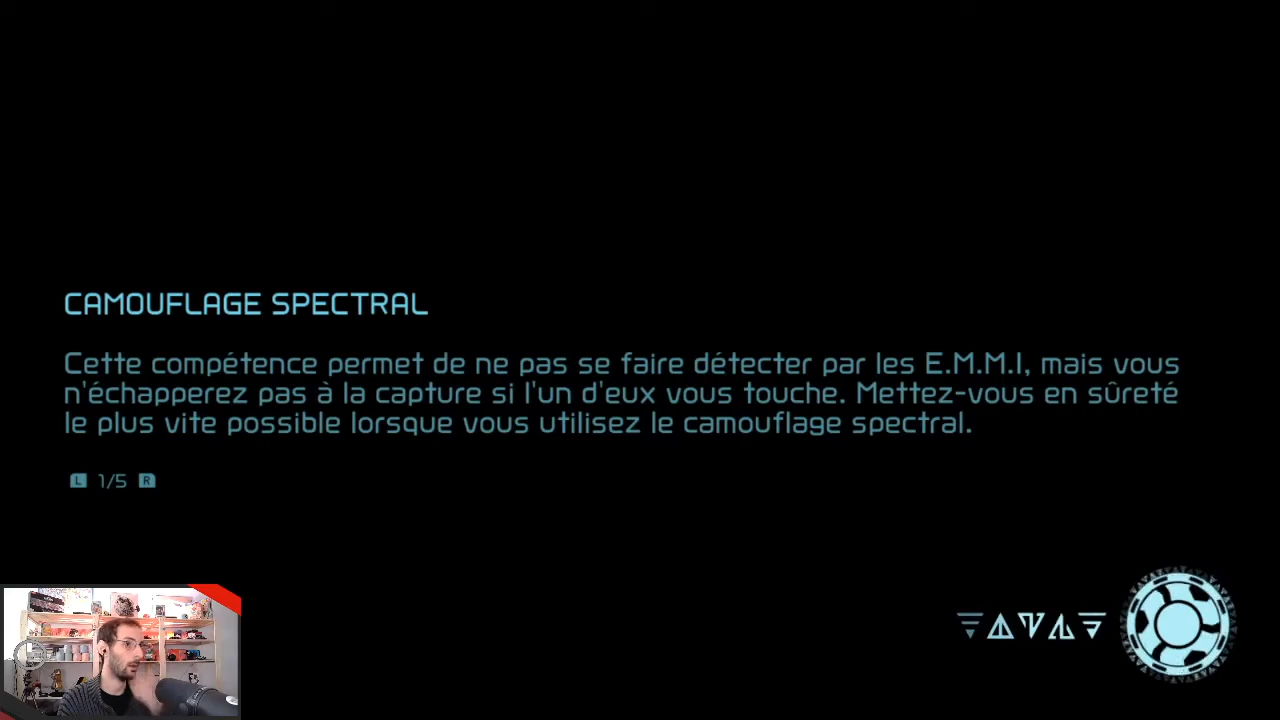 CAMOUFLAGE SPECTRAL
Cette compétence permet de ne pas se faire détecter par les E.M.M.I, mais vous
n'échapperez pas à la capture si l'un d'eux vous touche. Mettez-vous en sûreté
le plus vite possible lorsque vous utilisez le camouflage spectral.
L 1/5 R